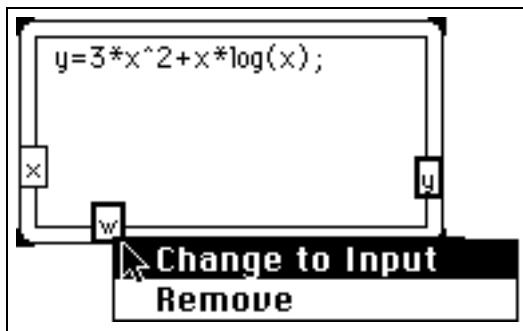 y=3*x^2+x*log(x);
x
y
w
Change to Input
Remove